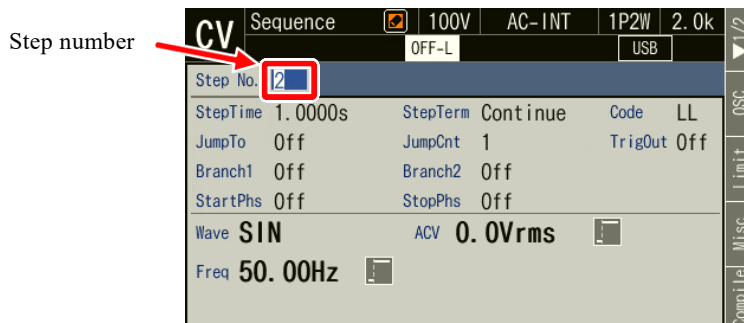 Step number
CV Sequence 100V AC-INT 1P2W 2.0k
OFF-L USB
▼1/2
Step No. 2
StepTime 1.0000s StepTerm Continue Code LL
JumpTo Off JumpCnt 1 TrigOut Off
Branch1 Off Branch2 Off
StartPhs Off StopPhs Off
Wave SIN ACV 0.0Vrms
Freq 50.00Hz
OSC
Limit
Misc
Compile